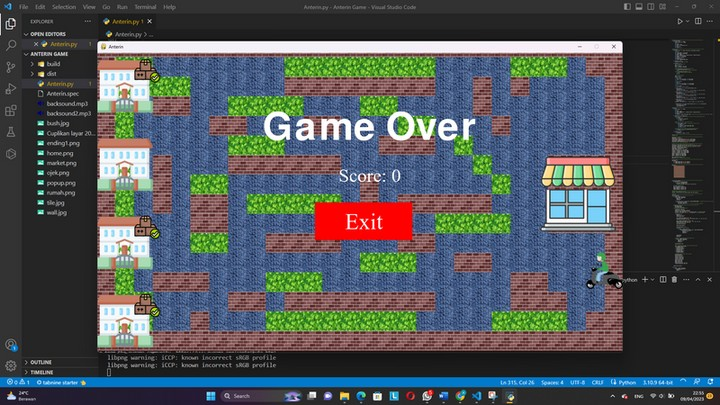 File Edit Selection View Go Run Terminal Help
Anterin.py - Anterin Game - Visual Studio Code
EXPLORER
Anterin.py 1
OPEN EDITORS
Anterin.py > ...
Anterin.py 1
Anterin
ANTERIN GAME
build
dist
Anterin.py 1
Anterin.spec
backsound.mp3
backsound2.mp3
bush.jpg
Cuplikan layar 20...
ending1.png
home.png
market.png
ojek.png
popup.png
rumah.png
tile.jpg
wall.jpg
Game Over
Score: 0
Exit
python
libpng warning: iCCP: known incorrect sRGB profile
libpng warning: iCCP: known incorrect sRGB profile
OUTLINE
TIMELINE
0 1 tabnine starter
Ln 315, Col 26 Spaces: 4 UTF-8 CRLF Python 3.10.9 64-bit
24°C
Berawan
Search
ENG
22:55
09/04/2023